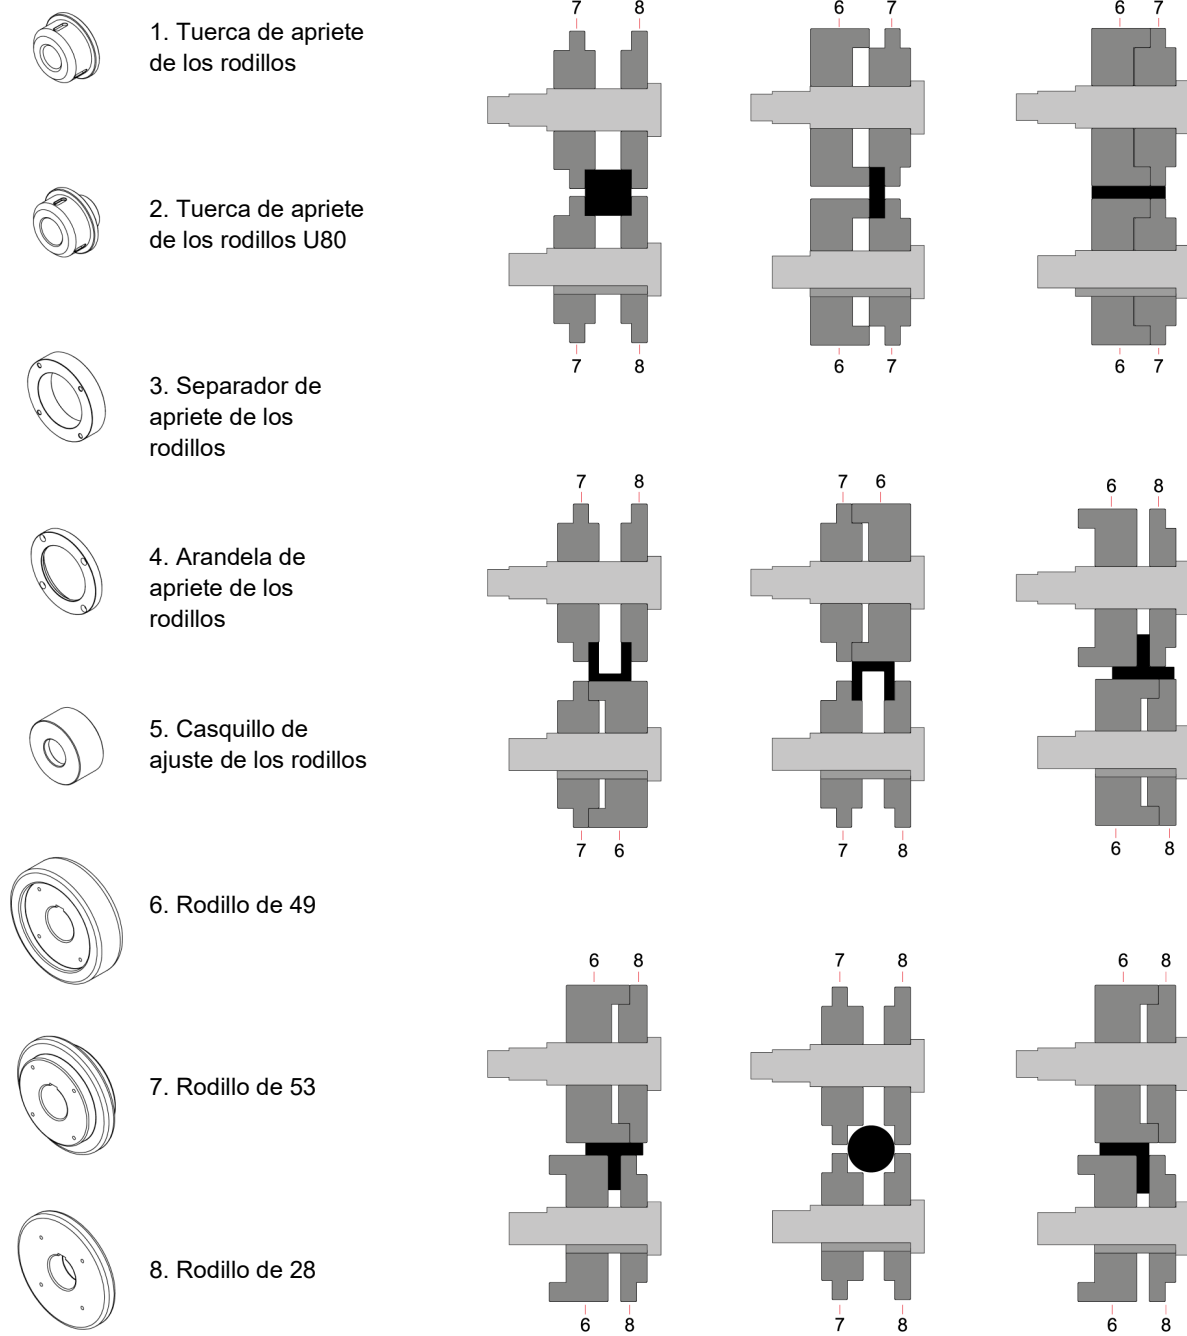 7 8 6 7 6 7
1. Tuerca de apriete
de los rodillos
2. Tuerca de apriete
de los rodillos U80
7 8 6 7 6 7
3. Separador de
apriete de los
rodillos
7 8 7 6 6 8
4. Arandela de
apriete de los
rodillos
5. Casquillo de
ajuste de los rodillos
7 6 7 8 6 8
6. Rodillo de 49
6 8 7 8 6 8
7. Rodillo de 53
8. Rodillo de 28
6 8 7 8 6 8